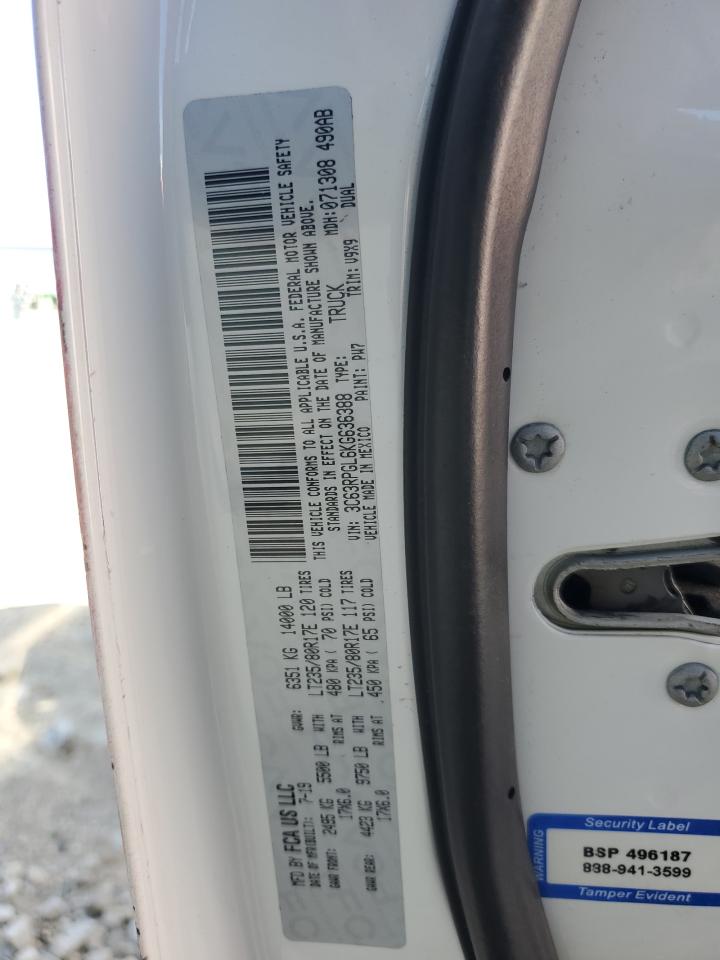 MFD BY FCA US LLC
DATE OF MFR(BUILT): 7-19 GVWR: 6351 KG 14000 LB
GAWR FRONT: 2495 KG 5500 LB WITH LT235/80R17E 120 TIRES
17X6.0 RIMS AT 480 KPA ( 70 PSI) COLD
GAWR REAR: 4423 KG 9750 LB WITH LT235/80R17E 117 TIRES
17X6.0 RIMS AT 450 KPA ( 65 PSI) COLD
THIS VEHICLE CONFORMS TO ALL APPLICABLE U.S.A. FEDERAL MOTOR VEHICLE SAFETY
STANDARDS IN EFFECT ON THE DATE OF MANUFACTURE SHOWN ABOVE.
MDH:071308 490AB
VIN: 3C63RPGL6KG636388 TYPE: TRUCK DUAL
VEHICLE MADE IN MEXICO PAINT: PW7 TRIM: V9X9
WARNING
Security Label
BSP 496187
888-941-3599
Tamper Evident